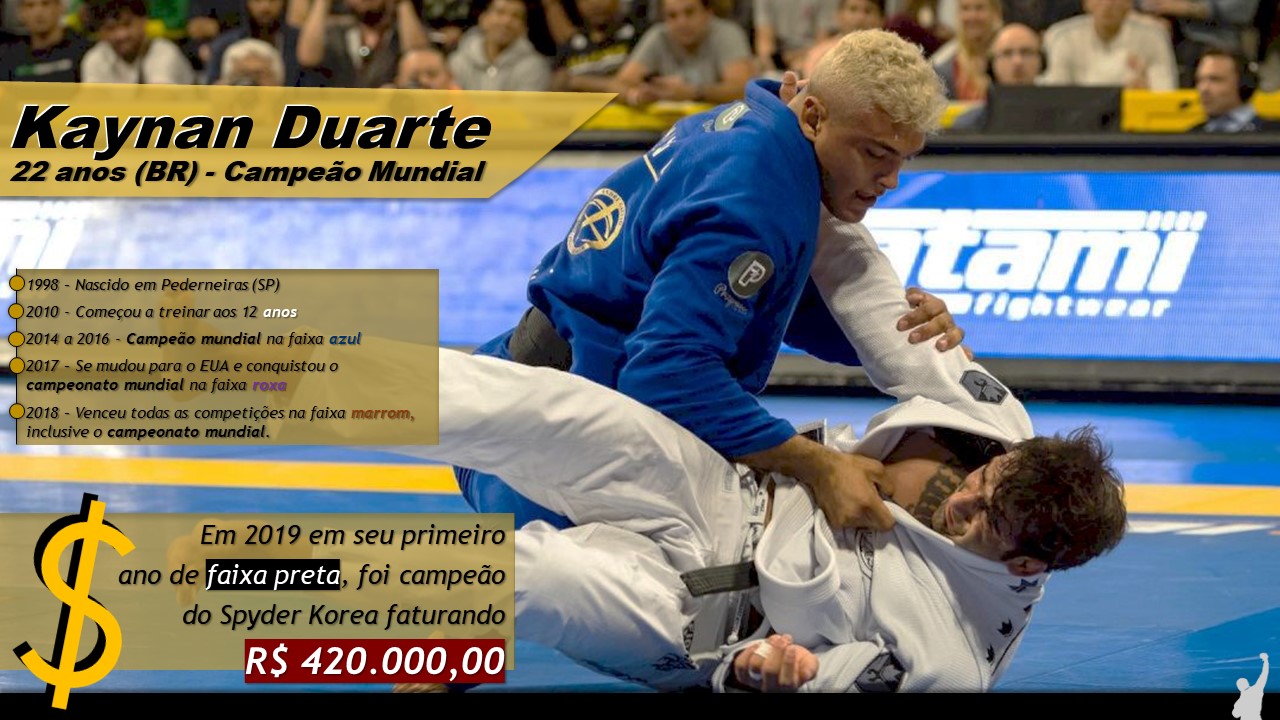 Kaynan Duarte
22 anos (BR) - Campeão Mundial
1998 – Nascido em Pederneiras (SP)
2010 – Começou a treinar aos 12 anos
2014 a 2016 – Campeão mundial na faixa azul
2017 – Se mudou para o EUA e conquistou o
campeonato mundial na faixa roxa
2018 – Venceu todas as competições na faixa marrom,
inclusive o campeonato mundial.
$
Em 2019 em seu primeiro
ano de faixa preta, foi campeão
do Spyder Korea faturando
R$ 420.000,00